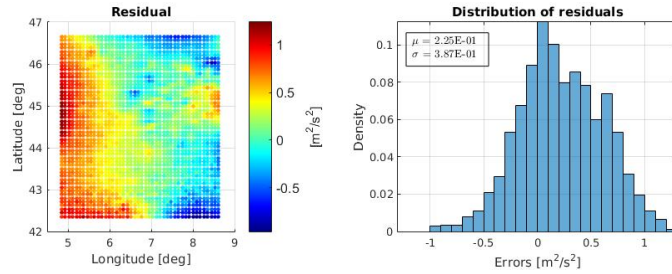 Residual
47
46
45
44
43
42
Latitude [deg]
5 6 7 8 9
Longitude [deg]
1
0.5
0
-0.5
[m²/s²]
Distribution of residuals
μ = 2.25E-01
σ = 3.87E-01
0.1
0.08
0.06
0.04
0.02
0
Density
-1 -0.5 0 0.5 1
Errors [m²/s²]